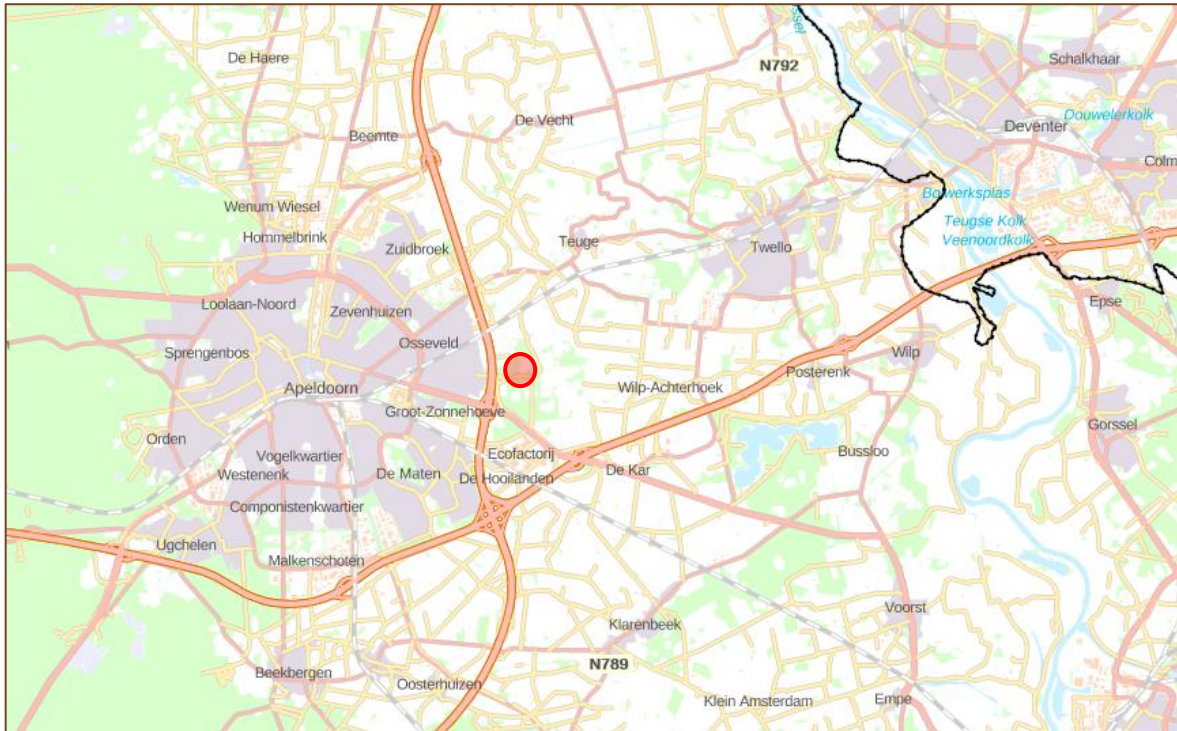 De Haere
N792
Schalkhaar
De Vecht
Beemte
Douwelerkolk
Deventer
Colm
Wenum Wiesel
Hommelbrink
Zuidbroek
Teuge
Twello
Teugse Kolk
Veenoordkolk
Loolaan-Noord
Zevenhuizen
Epse
Sprengenbos
Osseveld
Wilp
Posterenk
Apeldoorn
Wilp-Achterhoek
Groot-Zonnehoeve
Gorssel
Orden
Vogelkwartier
Ecofactorij
Bussloo
Westenenk
De Maten
De Hooilanden
De Kar
Componistenkwartier
Ugchelen
Malkenschoten
Klarenbeek
Voorst
N789
Beekbergen
Oosterhuizen
Klein Amsterdam
Empe